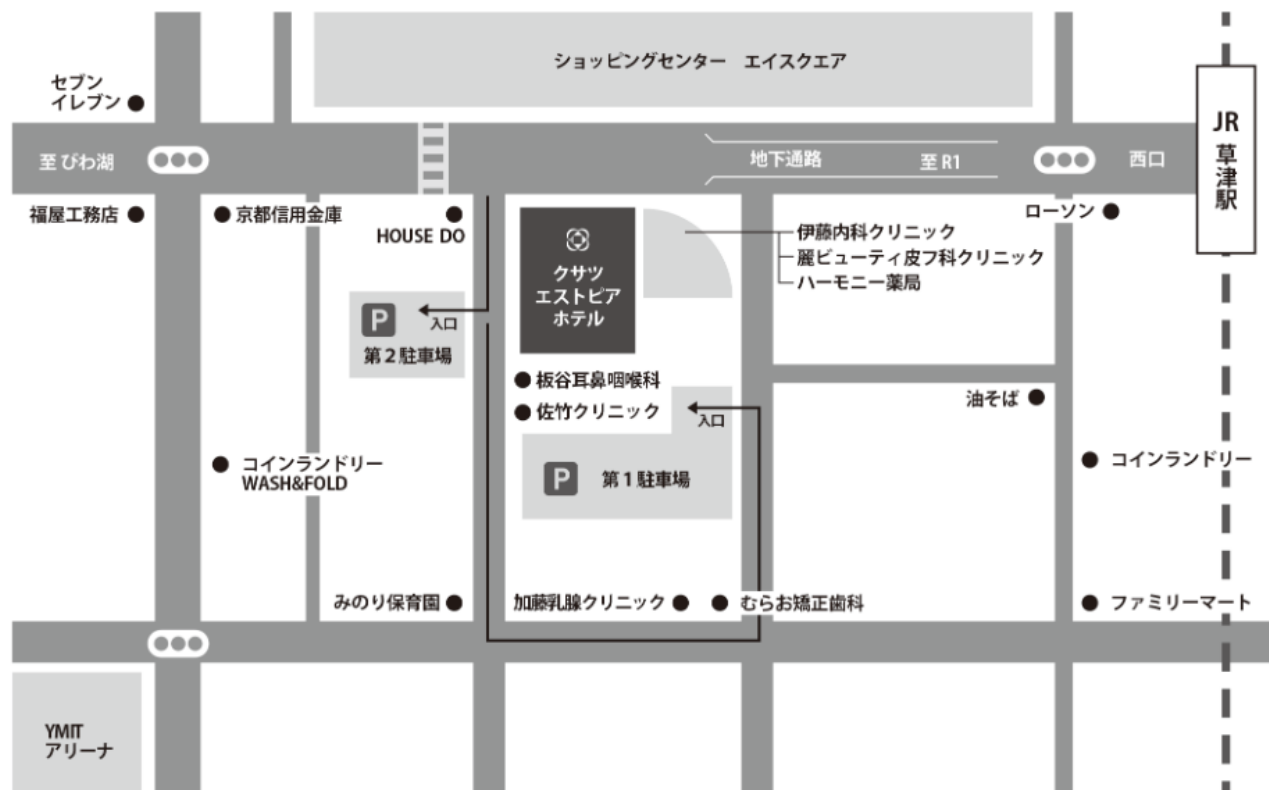 ショッピングセンター　エイスクエア
セブン
イレブン
JR
草津駅
至 びわ湖
地下通路
至 R1
西口
福屋工務店
京都信用金庫
HOUSE DO
ローソン
クサツ
エストピア
ホテル
伊藤内科クリニック
麗ビューティ皮フ科クリニック
ハーモニー薬局
P
入口
第２駐車場
板谷耳鼻咽喉科
佐竹クリニック
入口
油そば
コインランドリー
WASH&FOLD
P
第１駐車場
コインランドリー
みのり保育園
加藤乳腺クリニック
むらお矯正歯科
ファミリーマート
YMIT
アリーナ